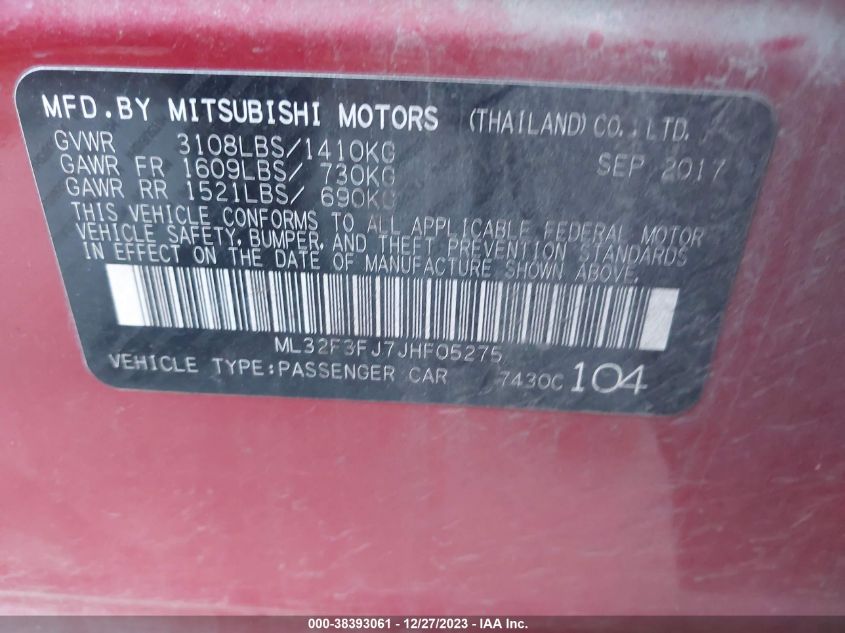 MFD.BY MITSUBISHI MOTORS (THAILAND)CO.,LTD.
GVWR 3108LBS/1410KG SEP 2017
GAWR FR 1609LBS/ 730KG
GAWR RR 1521LBS/ 690KG
THIS VEHICLE CONFORMS TO ALL APPLICABLE FEDERAL MOTOR
VEHICLE SAFETY, BUMPER, AND THEFT PREVENTION STANDARDS
IN EFFECT ON THE DATE OF MANUFACTURE SHOWN ABOVE.
ML32F3FJ7JHF05275
VEHICLE TYPE:PASSENGER CAR 7430C 104
000-38393061 - 12/27/2023 - IAA Inc.